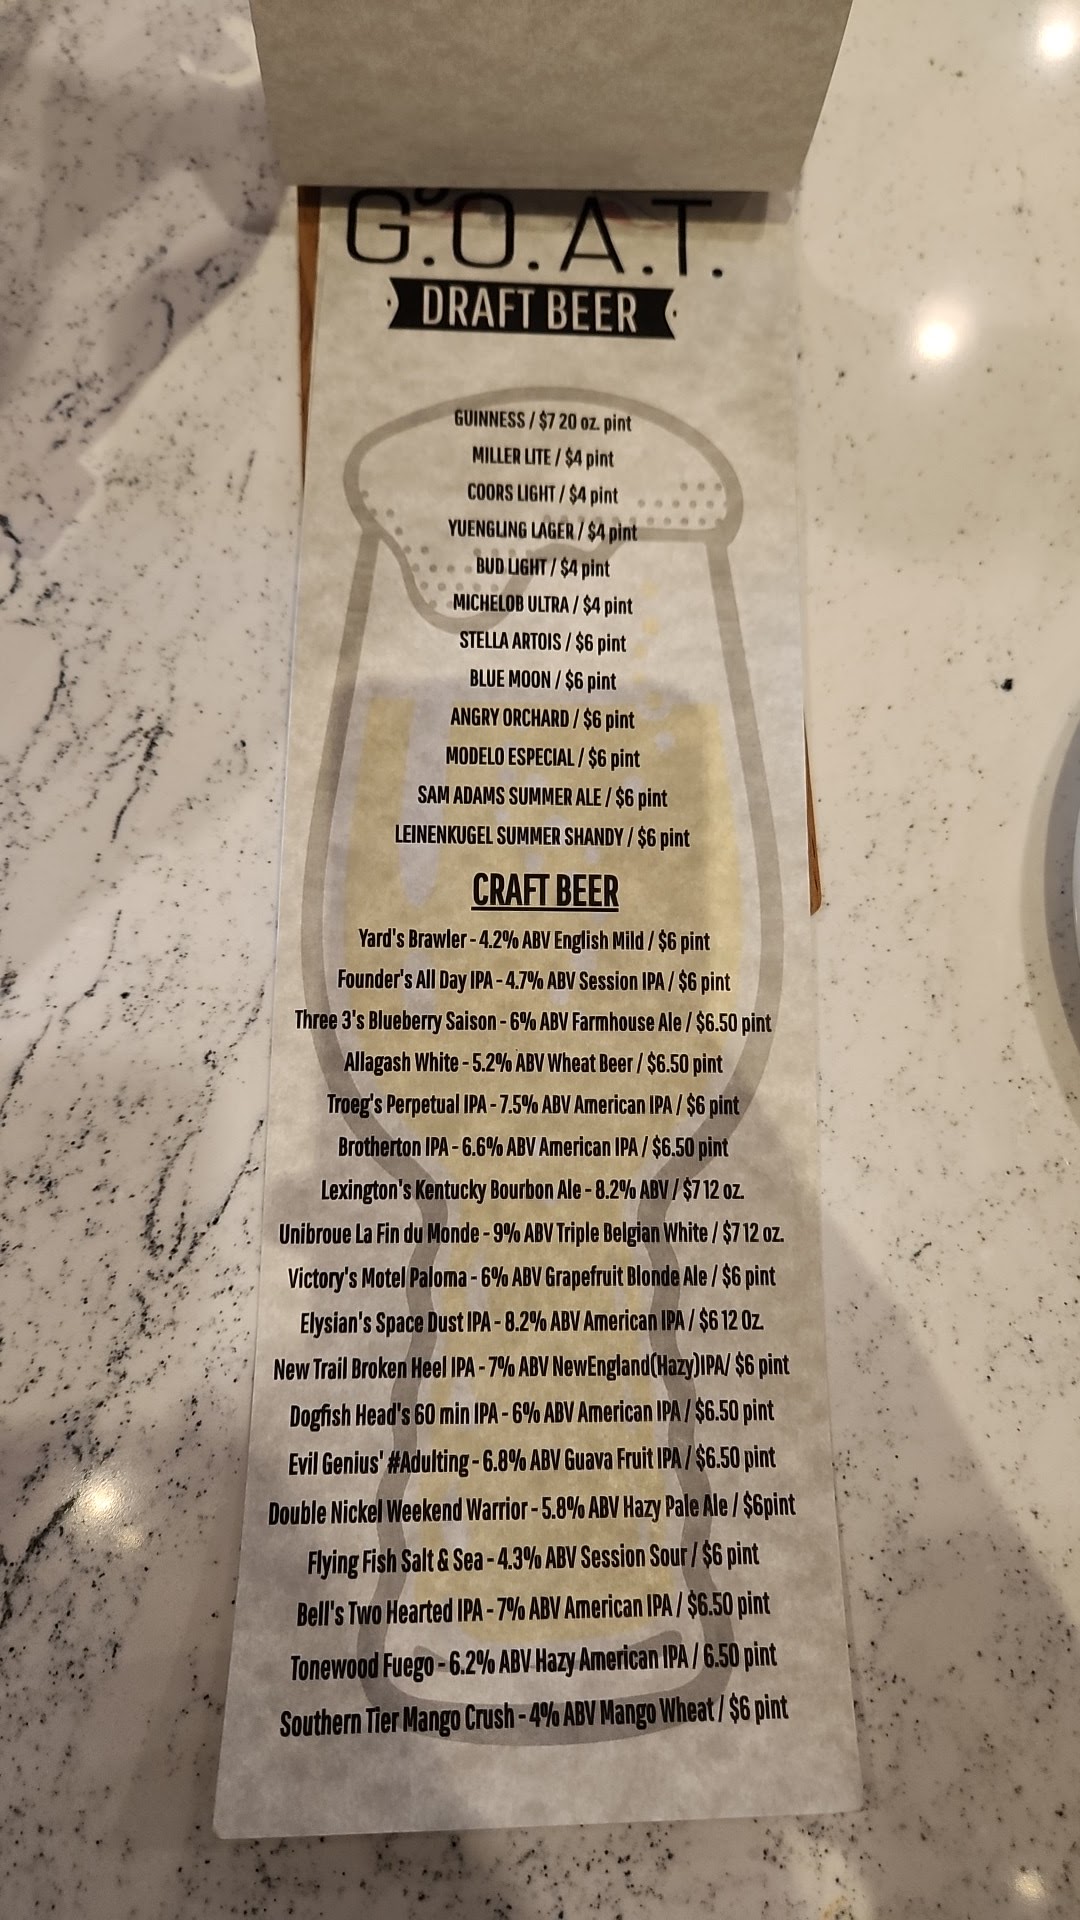 G.O.A.T.
DRAFT BEER
GUINNESS / $7 20 oz. pint
MILLER LITE / $4 pint
COORS LIGHT / $4 pint
YUENGLING LAGER / $4 pint
BUD LIGHT / $4 pint
MICHELOB ULTRA / $4 pint
STELLA ARTOIS / $6 pint
BLUE MOON / $6 pint
ANGRY ORCHARD / $6 pint
MODELO ESPECIAL / $6 pint
SAM ADAMS SUMMER ALE / $6 pint
LEINENKUGEL SUMMER SHANDY / $6 pint
CRAFT BEER
Yard's Brawler - 4.2% ABV English Mild / $6 pint
Founder's All Day IPA - 4.7% ABV Session IPA / $6 pint
Three 3's Blueberry Saison - 6% ABV Farmhouse Ale / $6.50 pint
Allagash White - 5.2% ABV Wheat Beer / $6.50 pint
Troeg's Perpetual IPA - 7.5% ABV American IPA / $6 pint
Brotherton IPA - 6.6% ABV American IPA / $6.50 pint
Lexington's Kentucky Bourbon Ale - 8.2% ABV / $7 12 oz.
Unibroue La Fin du Monde - 9% ABV Triple Belgian White / $7 12 oz.
Victory's Motel Paloma - 6% ABV Grapefruit Blonde Ale / $6 pint
Elysian's Space Dust IPA - 8.2% ABV American IPA / $6 12 Oz.
New Trail Broken Heel IPA - 7% ABV NewEngland(Hazy)IPA/ $6 pint
Dogfish Head's 60 min IPA - 6% ABV American IPA / $6.50 pint
Evil Genius' #Adulting - 6.8% ABV Guava Fruit IPA / $6.50 pint
Double Nickel Weekend Warrior - 5.8% ABV Hazy Pale Ale / $6pint
Flying Fish Salt & Sea - 4.3% ABV Session Sour / $6 pint
Bell's Two Hearted IPA - 7% ABV American IPA / $6.50 pint
Tonewood Fuego - 6.2% ABV Hazy American IPA / 6.50 pint
Southern Tier Mango Crush - 4% ABV Mango Wheat / $6 pint